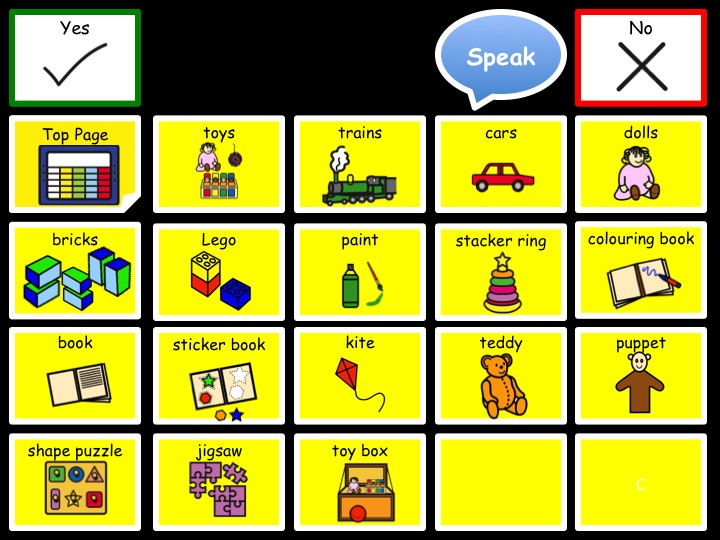 Yes
Speak
No
Top Page
toys
trains
cars
dolls
bricks
Lego
paint
stacker ring
colouring book
book
sticker book
kite
teddy
puppet
shape puzzle
jigsaw
toy box
C